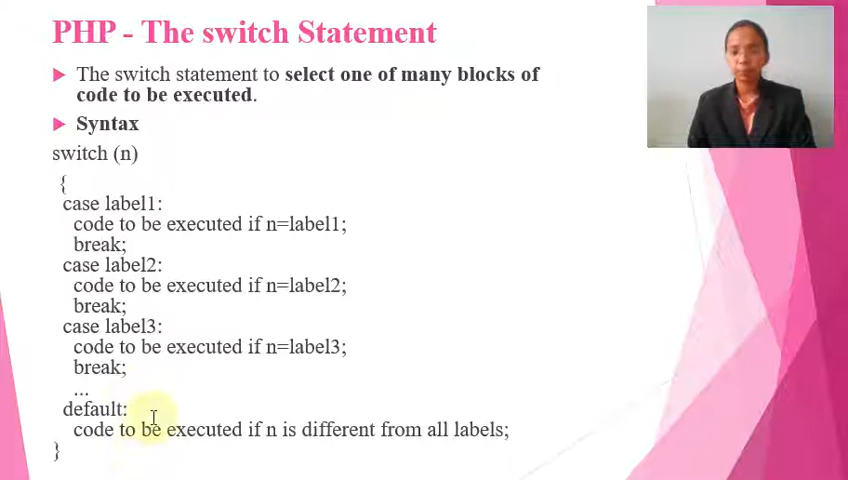 PHP - The switch Statement
The switch statement to select one of many blocks of
code to be executed.
Syntax
switch (n)
{
case label1:
code to be executed if n=label1;
break;
case label2:
code to be executed if n=label2;
break;
case label3:
code to be executed if n=label3;
break;
...
default:
code to be executed if n is different from all labels;
}